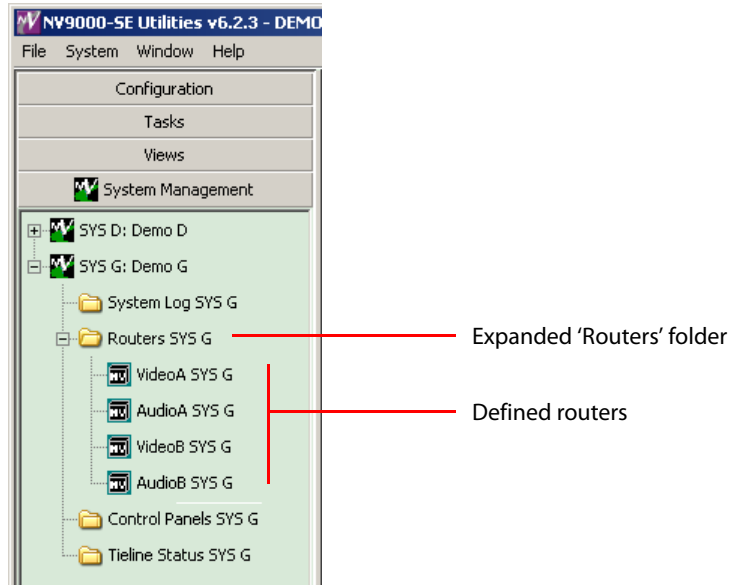 NV9000-SE Utilities v6.2.3 - DEMO
File System Window Help
Configuration
Tasks
Views
System Management
SYS D: Demo D
SYS G: Demo G
System Log SYS G
Routers SYS G
Expanded ‘Routers’ folder
VideoA SYS G
AudioA SYS G
Defined routers
VideoB SYS G
AudioB SYS G
Control Panels SYS G
Tieline Status SYS G